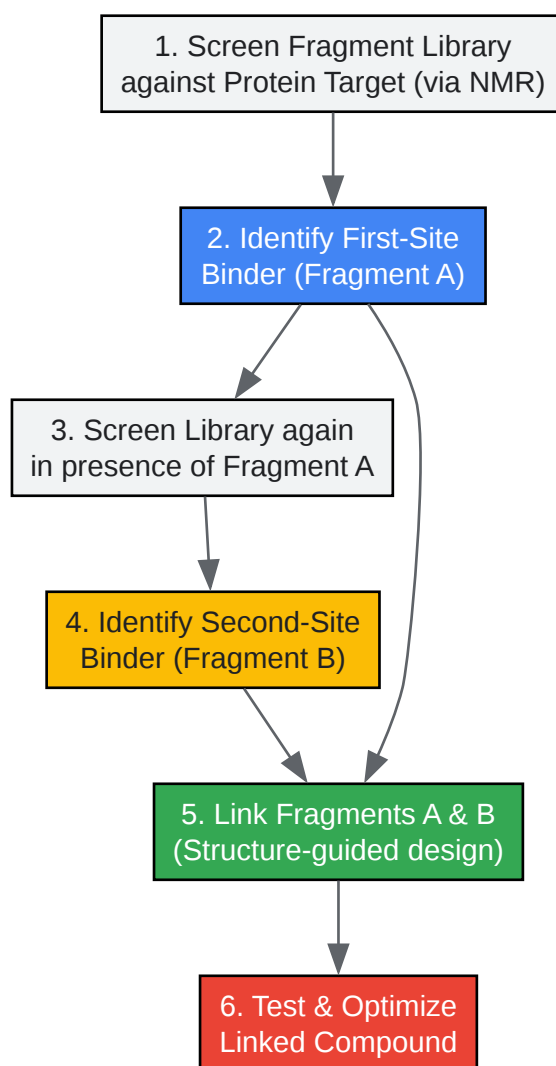 1. Screen Fragment Library
against Protein Target (via NMR)
2. Identify First-Site
Binder (Fragment A)
3. Screen Library again
in presence of Fragment A
4. Identify Second-Site
Binder (Fragment B)
5. Link Fragments A & B
(Structure-guided design)
6. Test & Optimize
Linked Compound